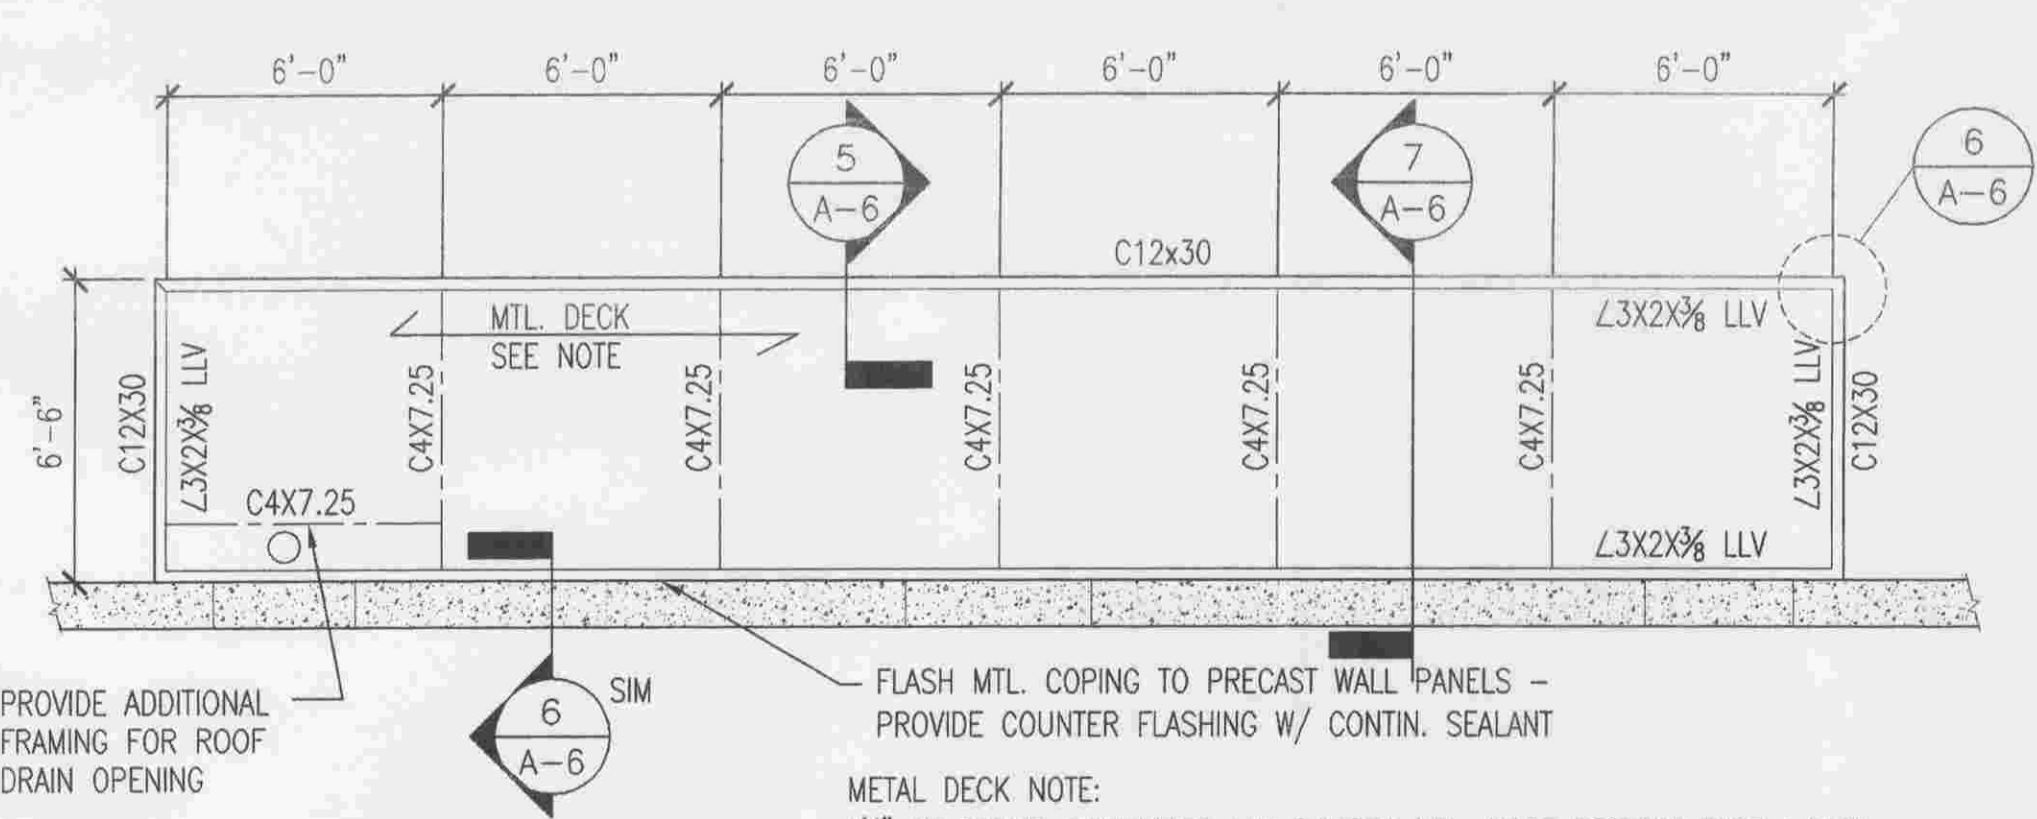 6'-0" 6'-0" 6'-0" 6'-0" 6'-0" 6'-0"
5
A-6
7
A-6
6
A-6
C12x30
MTL. DECK
SEE NOTE
∠3X2X⅜ LLV
6'-6"
C12X30
∠3X2X⅜ LLV
C4X7.25
C4X7.25
C4X7.25
C4X7.25
C4X7.25
∠3X2X⅜ LLV
C12X30
C4X7.25
∠3X2X⅜ LLV
PROVIDE ADDITIONAL
FRAMING FOR ROOF
DRAIN OPENING
6
A-6
SIM
FLASH MTL. COPING TO PRECAST WALL PANELS –
PROVIDE COUNTER FLASHING W/ CONTIN. SEALANT
METAL DECK NOTE: